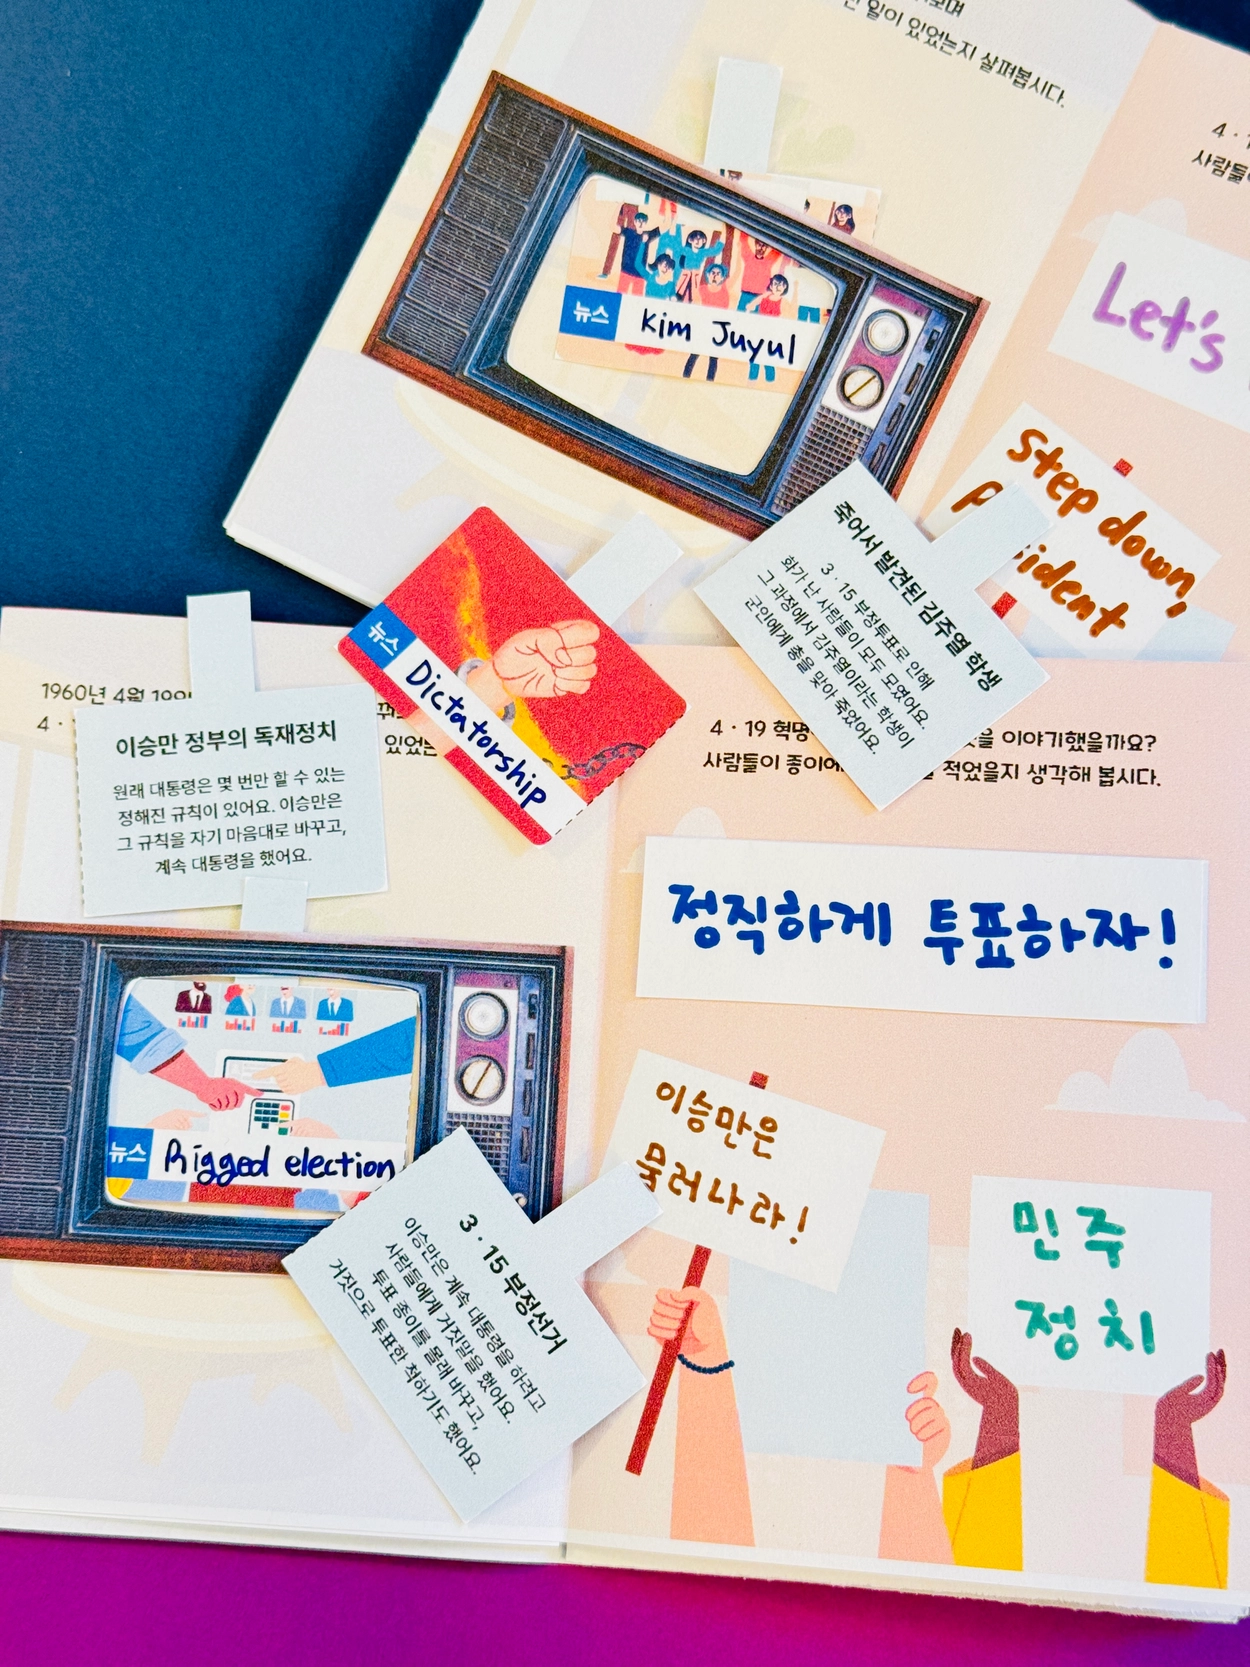 일이 있었는지 살펴봅시다.
4 · 1
Let's
뉴스 Kim Juyul
Step down,
President
죽어서 발견된 김주열 학생
3 · 15 부정투표로 인해
화가 난 사람들이 모두 모였어요.
그 과정에서 김주열이라는 학생이
군인에게 총을 맞아 죽었어요.
뉴스 Dictatorship
1960년 4월
4 ·
있었는
이승만 정부의 독재정치
원래 대통령은 몇 번만 할 수 있는
정해진 규칙이 있어요. 이승만은
그 규칙을 자기 마음대로 바꾸고,
계속 대통령을 했어요.
뉴스 Rigged election
3 · 15 부정선거
이승만은 계속 대통령을 하려고
사람들에게 거짓말을 했어요.
투표 종이를 몰래 바꾸고,
거짓으로 투표한 척하기도 했어요.
4 · 19 혁명 이야기했을까요?
사람들이 종이에 적었을지 생각해 봅시다.
정직하게 투표하자!
이승만은
물러나라!
민주
정치